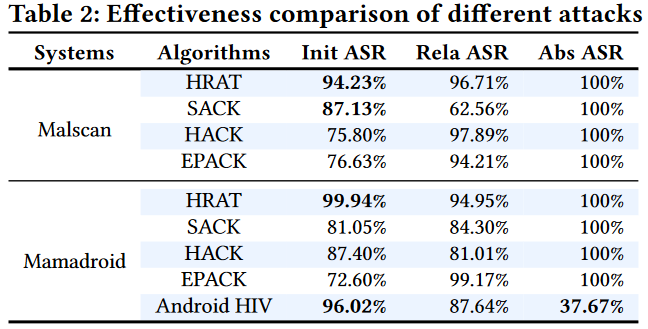 Table 2: Effectiveness comparison of different attacks
Systems Algorithms Init ASR Rela ASR Abs ASR
Malscan
HRAT 94.23% 96.71% 100%
SACK 87.13% 62.56% 100%
HACK 75.80% 97.89% 100%
EPACK 76.63% 94.21% 100%
Mamadroid
HRAT 99.94% 94.95% 100%
SACK 81.05% 84.30% 100%
HACK 87.40% 81.01% 100%
EPACK 72.60% 99.17% 100%
Android HIV 96.02% 87.64% 37.67%